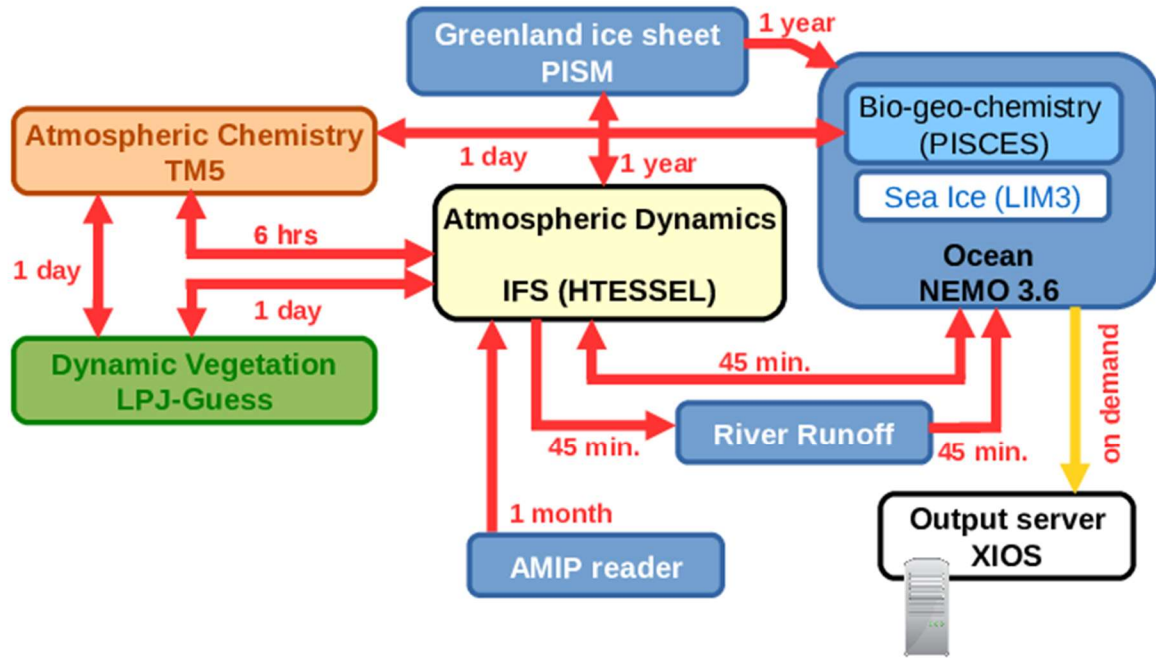 Greenland ice sheet
PISM
1 year
Bio-geo-chemistry
(PISCES)
Sea Ice (LIM3)
Ocean
NEMO 3.6
Atmospheric Chemistry
TM5
1 day
1 year
Atmospheric Dynamics
IFS (HTESSEL)
6 hrs
1 day
1 day
Dynamic Vegetation
LPJ-Guess
45 min.
River Runoff
45 min.
45 min.
on demand
1 month
AMIP reader
Output server
XIOS